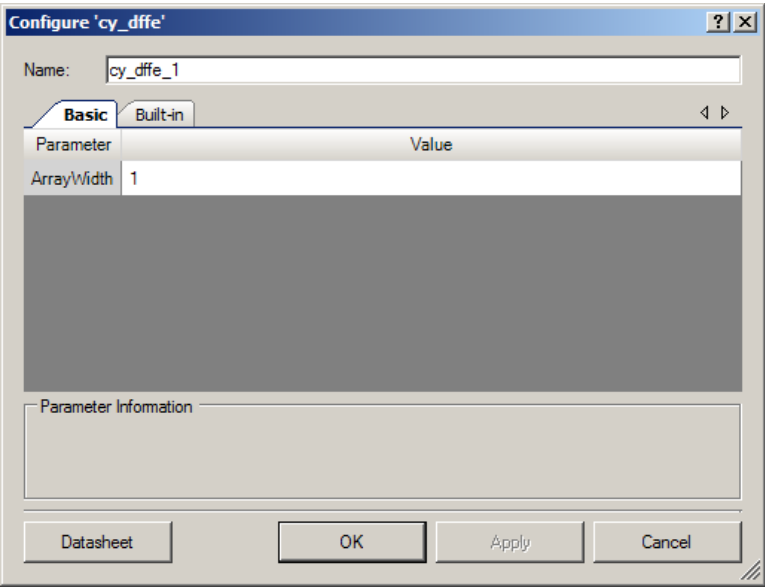 Configure 'cy_dffe'
Name: cy_dffe_1
Basic Built-in
Parameter Value
ArrayWidth 1
Parameter Information
Datasheet OK Apply Cancel